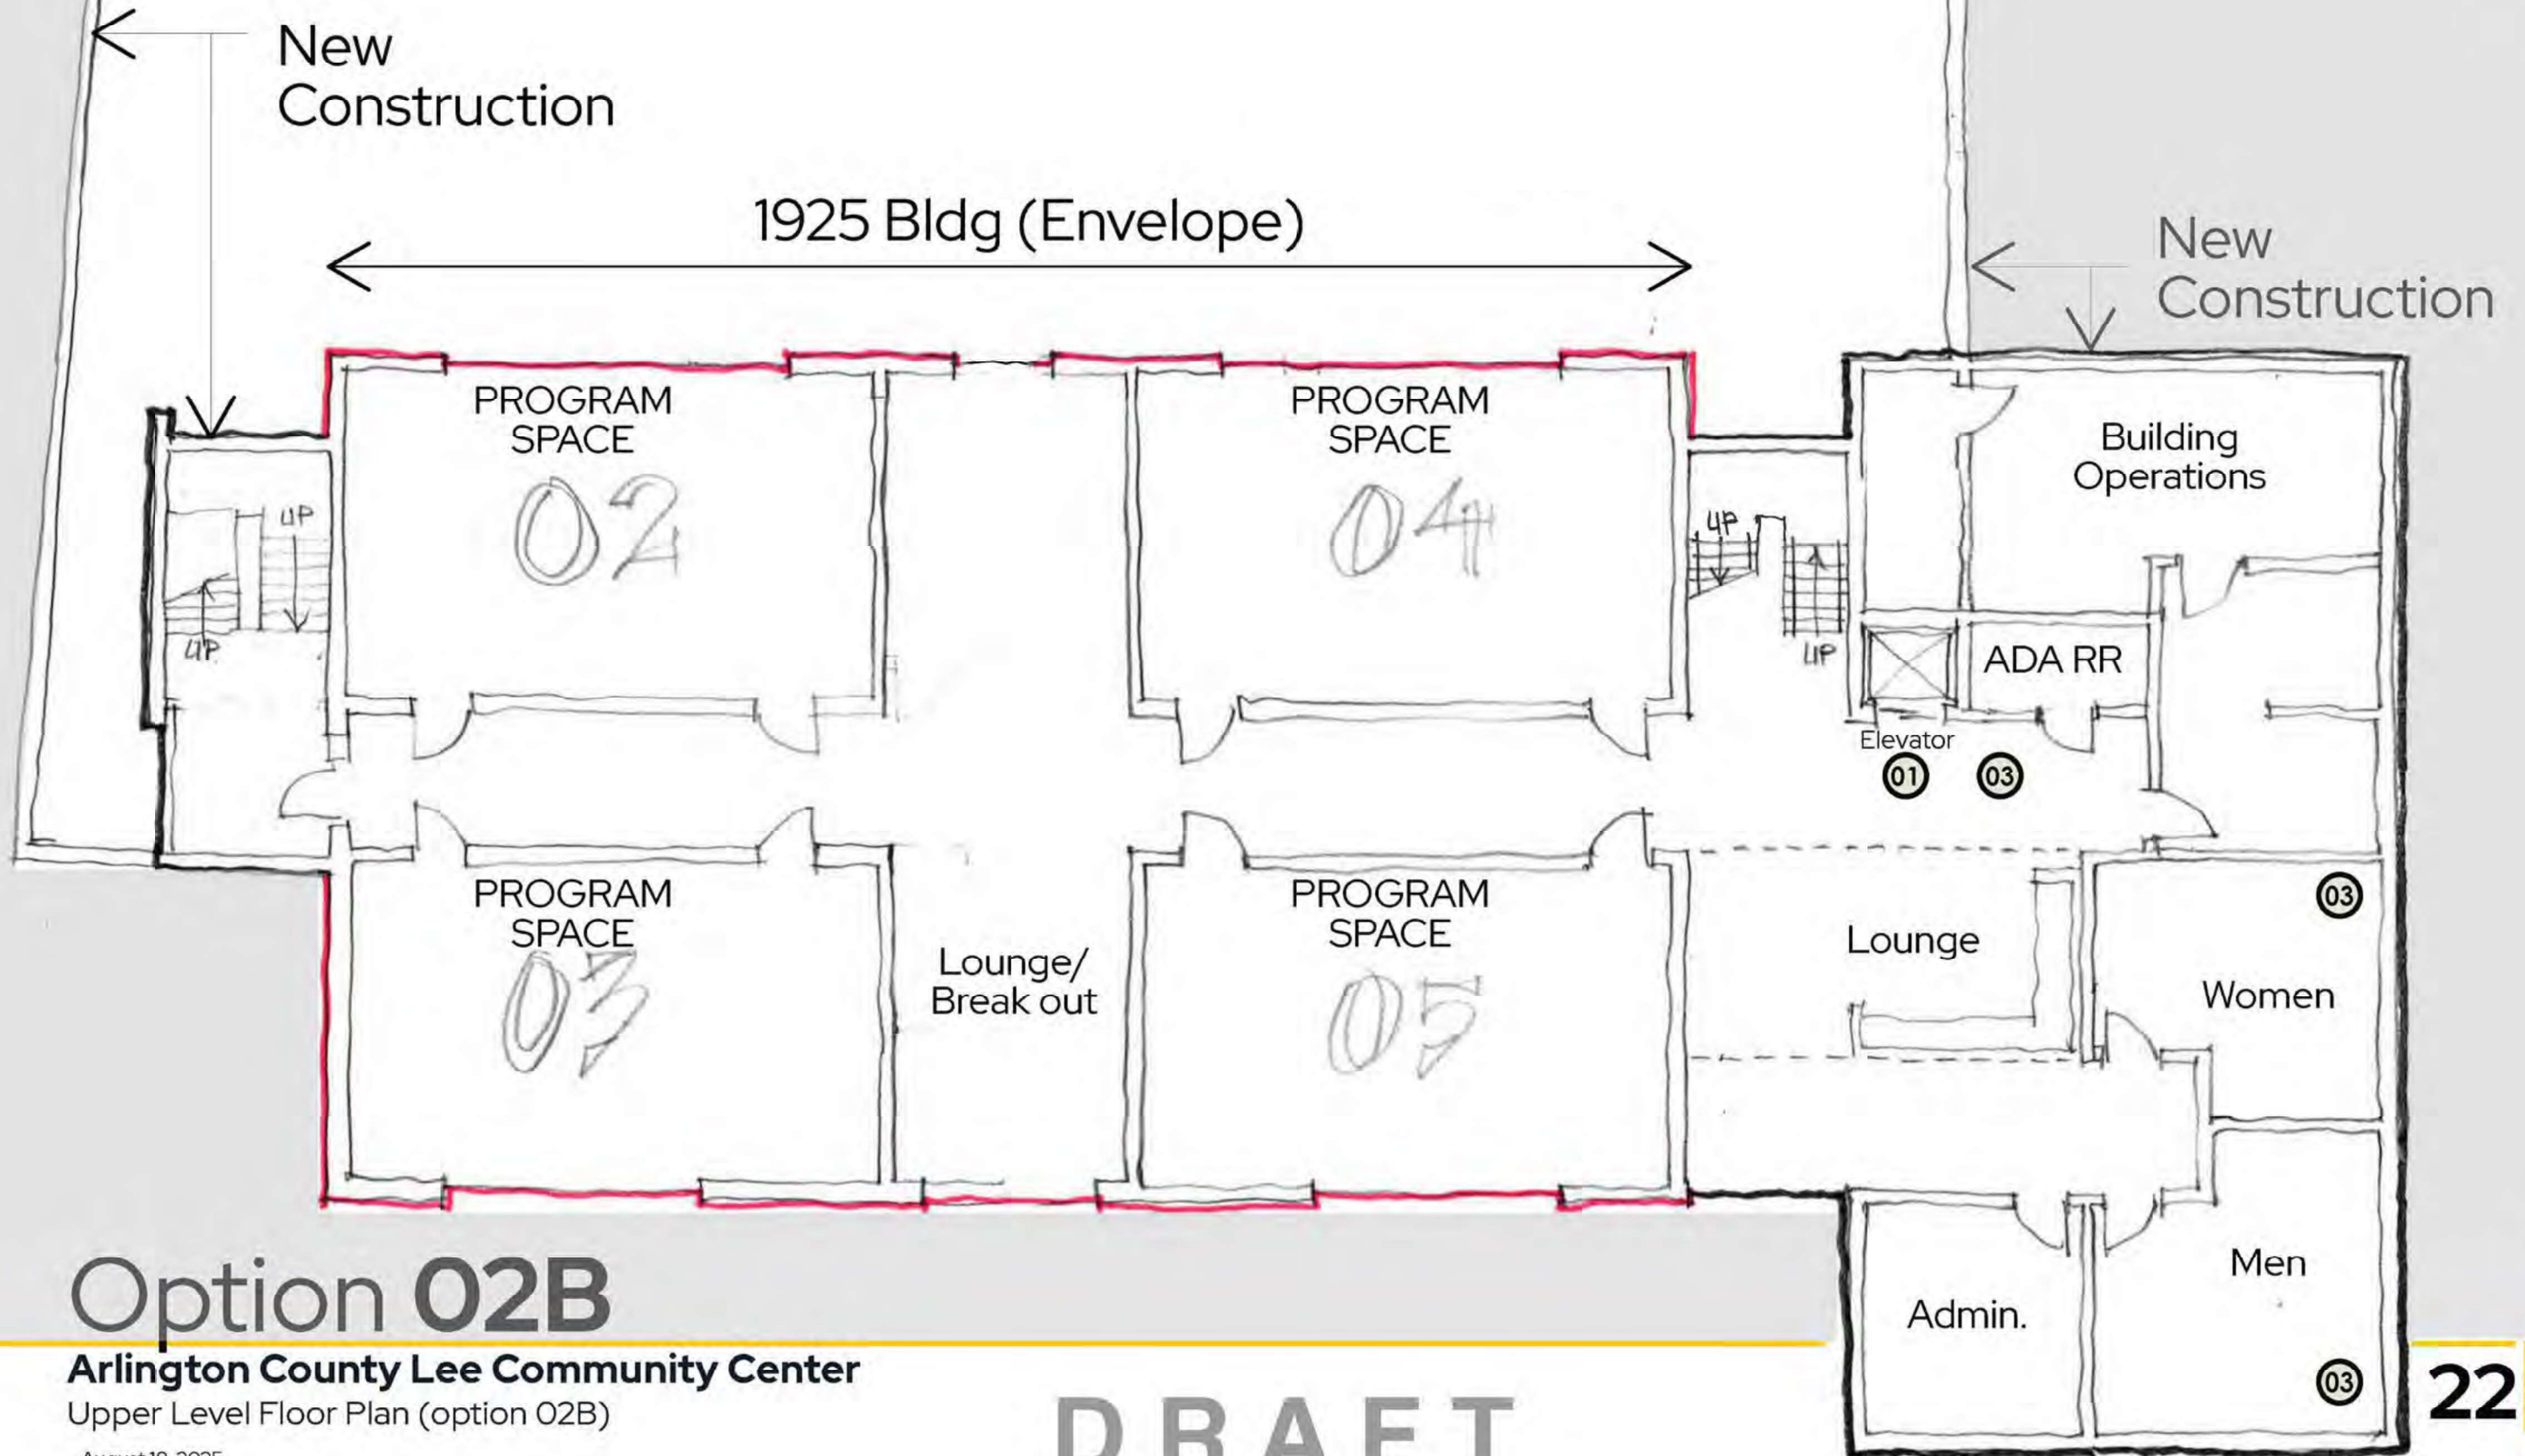 New
Construction
1925 Bldg (Envelope)
New
Construction
PROGRAM
SPACE
02
PROGRAM
SPACE
04
Building
Operations
UP
UP
UP
UP
ADA RR
Elevator
01
03
PROGRAM
SPACE
03
Lounge/
Break out
PROGRAM
SPACE
05
Lounge
03
Women
Men
Admin.
03
Option 02B
Arlington County Lee Community Center
Upper Level Floor Plan (option 02B)
DRAFT
22